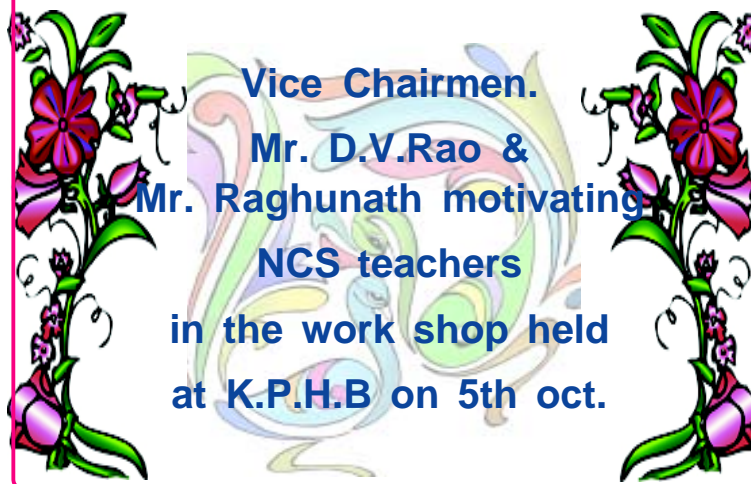 Vice Chairmen.
Mr. D.V.Rao &
Mr. Raghunath motivating
NCS teachers
in the work shop held
at K.P.H.B on 5th oct.